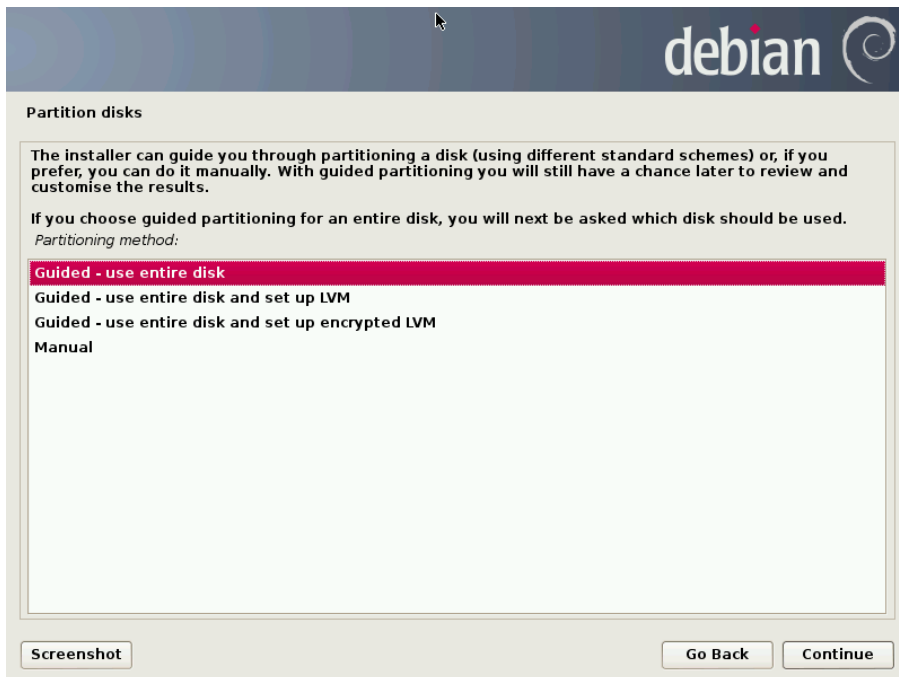 debian
Partition disks
The installer can guide you through partitioning a disk (using different standard schemes) or, if you
prefer, you can do it manually. With guided partitioning you will still have a chance later to review and
customise the results.
If you choose guided partitioning for an entire disk, you will next be asked which disk should be used.
Partitioning method:
Guided - use entire disk
Guided - use entire disk and set up LVM
Guided - use entire disk and set up encrypted LVM
Manual
Screenshot
Go Back
Continue